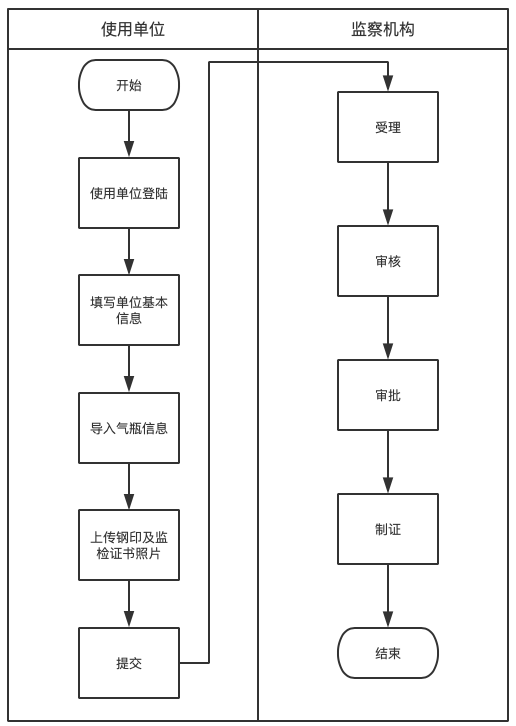 使用单位
监察机构
开始
使用单位登陆
填写单位基本
信息
导入气瓶信息
上传钢印及监
检证书照片
提交
受理
审核
审批
制证
结束